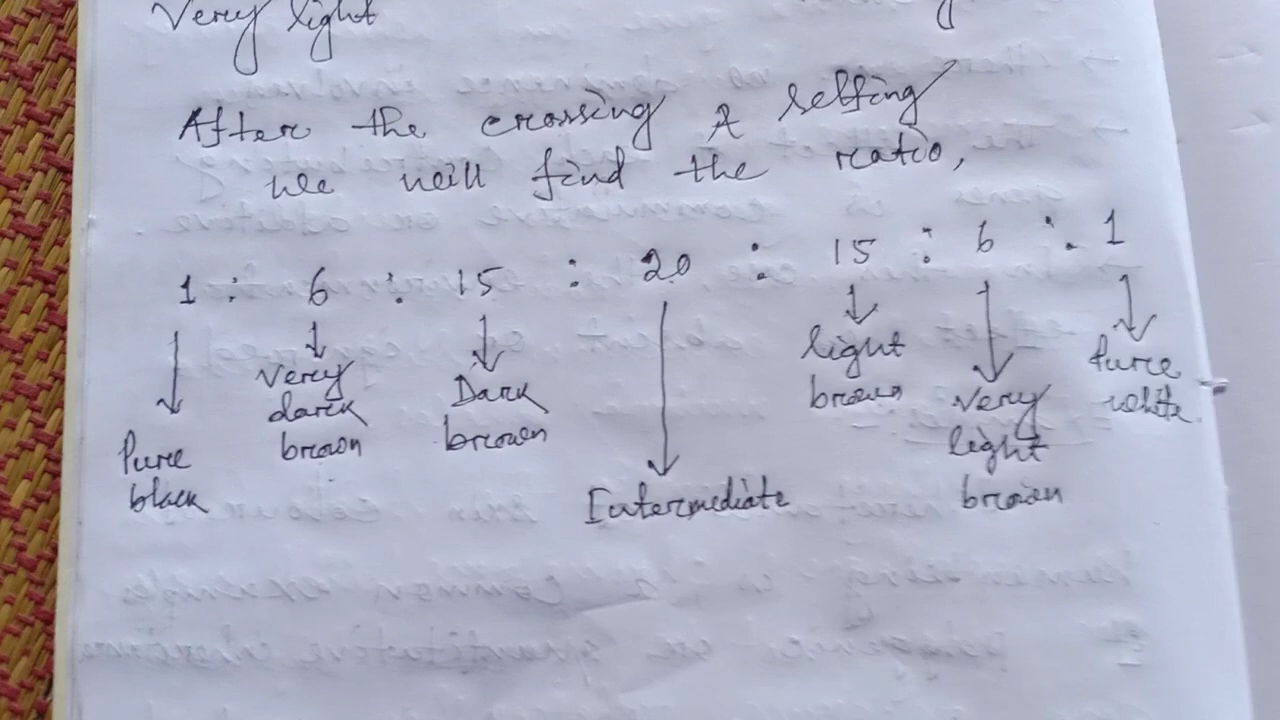 Very light
After the crossing & selfing
we will find the ratio,
1 : 6 : 15 : 20 : 15 : 6 : 1
Pure black
Very dark brown
Dark brown
Intermediate
light brown
Very light brown
Pure white